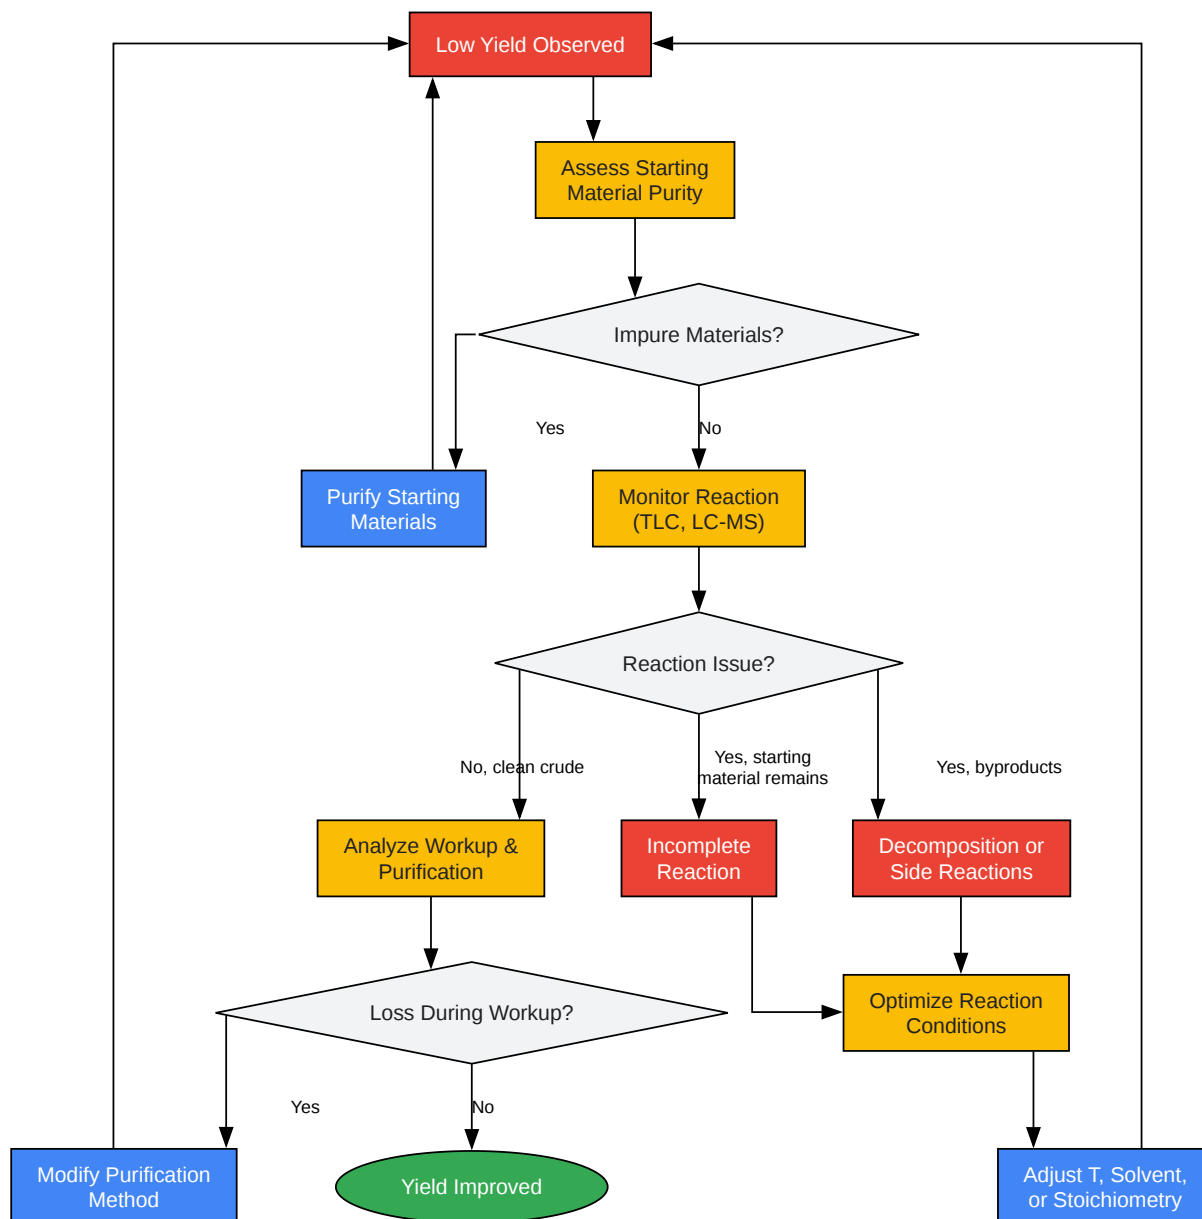 Low Yield Observed
Assess Starting
Material Purity
Impure Materials?
Yes
No
Purify Starting
Materials
Monitor Reaction
(TLC, LC-MS)
Reaction Issue?
No, clean crude
Yes, starting
material remains
Yes, byproducts
Analyze Workup &
Purification
Incomplete
Reaction
Decomposition or
Side Reactions
Loss During Workup?
Optimize Reaction
Conditions
Yes
No
Modify Purification
Method
Yield Improved
Adjust T, Solvent,
or Stoichiometry